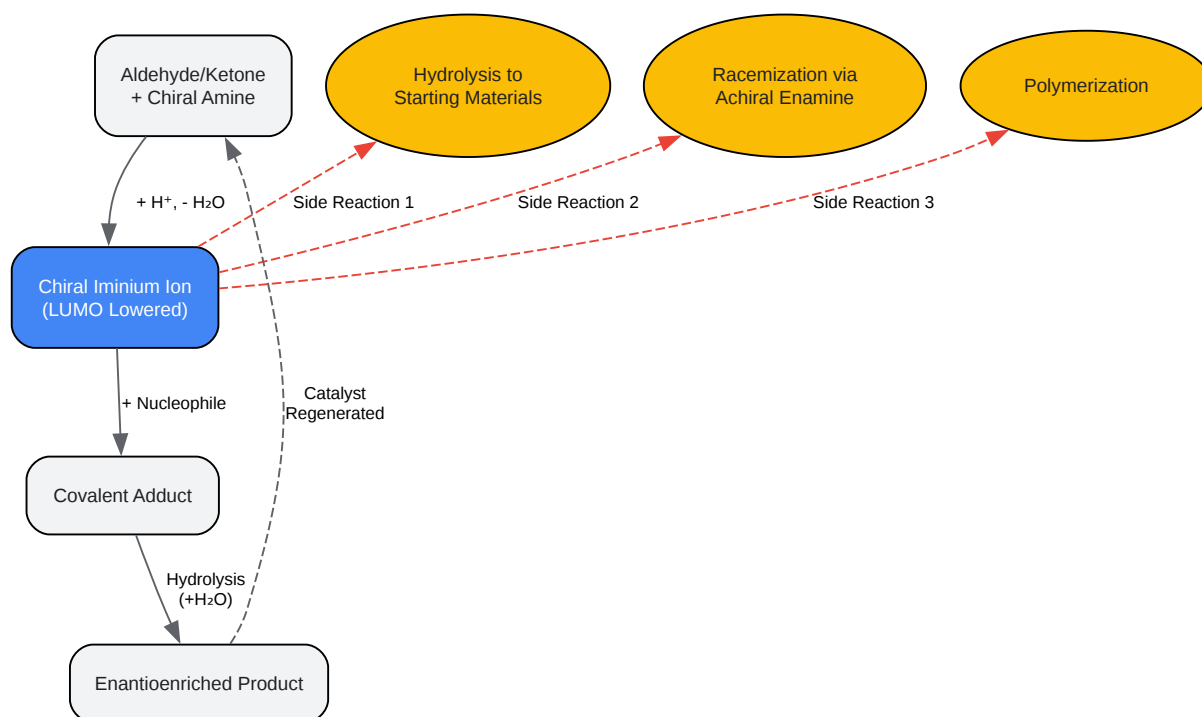 Aldehyde/Ketone
+ Chiral Amine
Hydrolysis to
Starting Materials
Racemization via
Achiral Enamine
Polymerization
+ H⁺, - H₂O
Side Reaction 1
Side Reaction 2
Side Reaction 3
Chiral Iminium Ion
(LUMO Lowered)
+ Nucleophile
Catalyst
Regenerated
Covalent Adduct
Hydrolysis
(+H₂O)
Enantioenriched Product